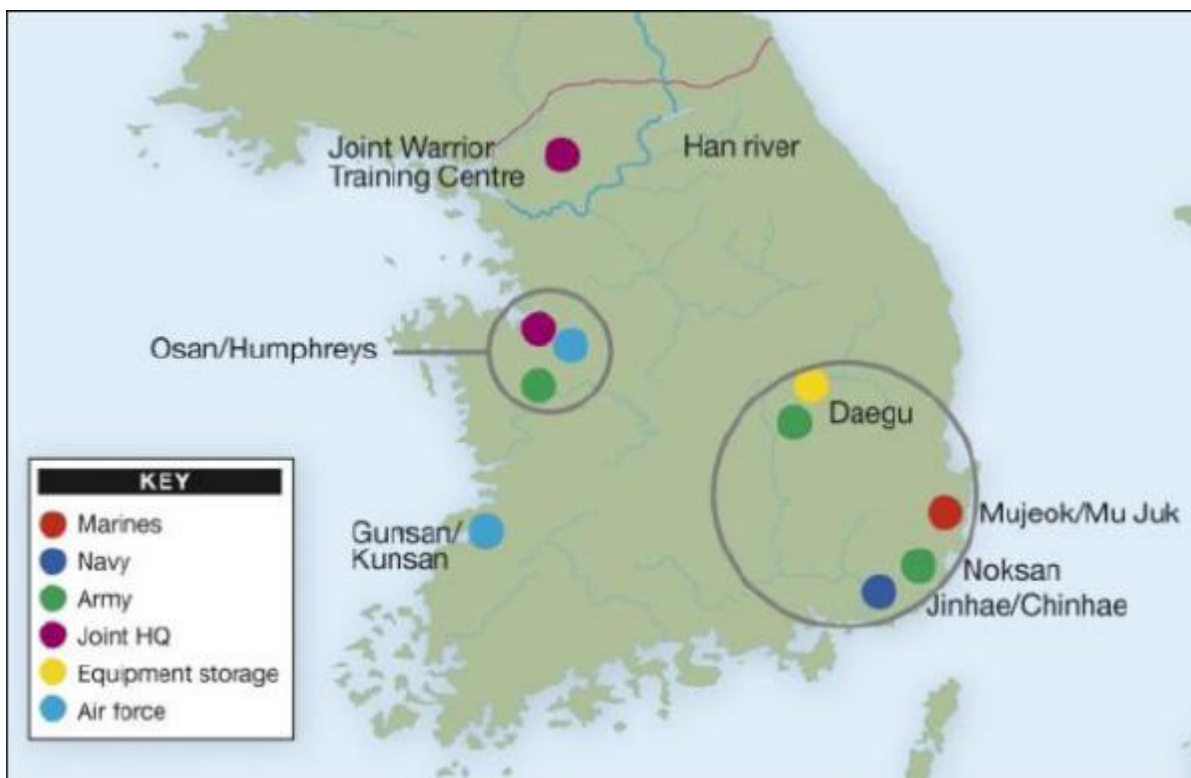 Joint Warrior
Training Centre
Han river
Osan/Humphreys
Daegu
Gunsan/
Kunsan
Mujeok/Mu Juk
Noksan
Jinhae/Chinhae
KEY
Marines
Navy
Army
Joint HQ
Equipment storage
Air force